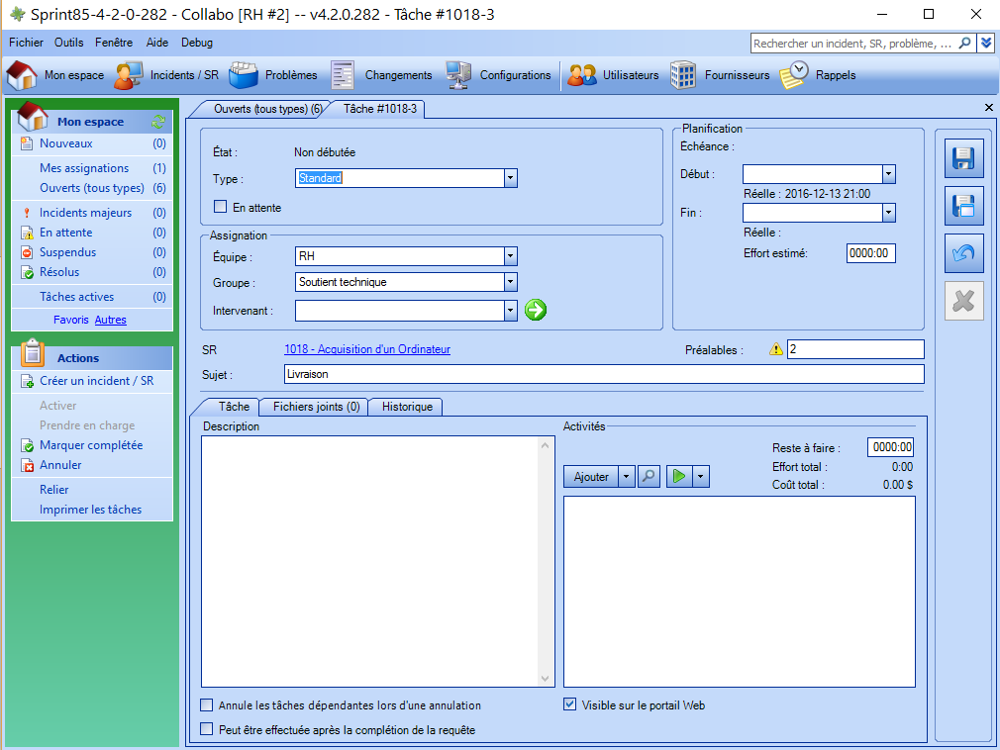 Sprint85-4-2-0-282 - Collabo [RH #2] -- v4.2.0.282 - Tâche #1018-3
Fichier Outils Fenêtre Aide Debug
Rechercher un incident, SR, problème, ...
Mon espace Incidents / SR Problèmes Changements Configurations Utilisateurs Fournisseurs Rappels
Mon espace
Nouveaux (0)
Mes assignations (1)
Ouverts (tous types) (6)
Incidents majeurs (0)
En attente (0)
Suspendus (0)
Résolus (0)
Tâches actives (0)
Favoris Autres
Actions
Créer un incident / SR
Activer
Prendre en charge
Marquer complétée
Annuler
Relier
Imprimer les tâches
Ouverts (tous types) (6) Tâche #1018-3
État : Non débutée
Type : Standard
En attente
Assignation
Équipe : RH
Groupe : Soutient technique
Intervenant :
Planification
Échéance :
Début :
Réelle : 2016-12-13 21:00
Fin :
Réelle :
Effort estimé: 0000:00
SR 1018 - Acquisition d'un Ordinateur Préalables : 2
Sujet : Livraison
Tâche Fichiers joints (0) Historique
Description
Activités
Reste à faire : 0000:00
Ajouter
Effort total : 0:00
Coût total : 0.00 $
Annule les tâches dépendantes lors d'une annulation
Visible sur le portail Web
Peut être effectuée après la complétion de la requête